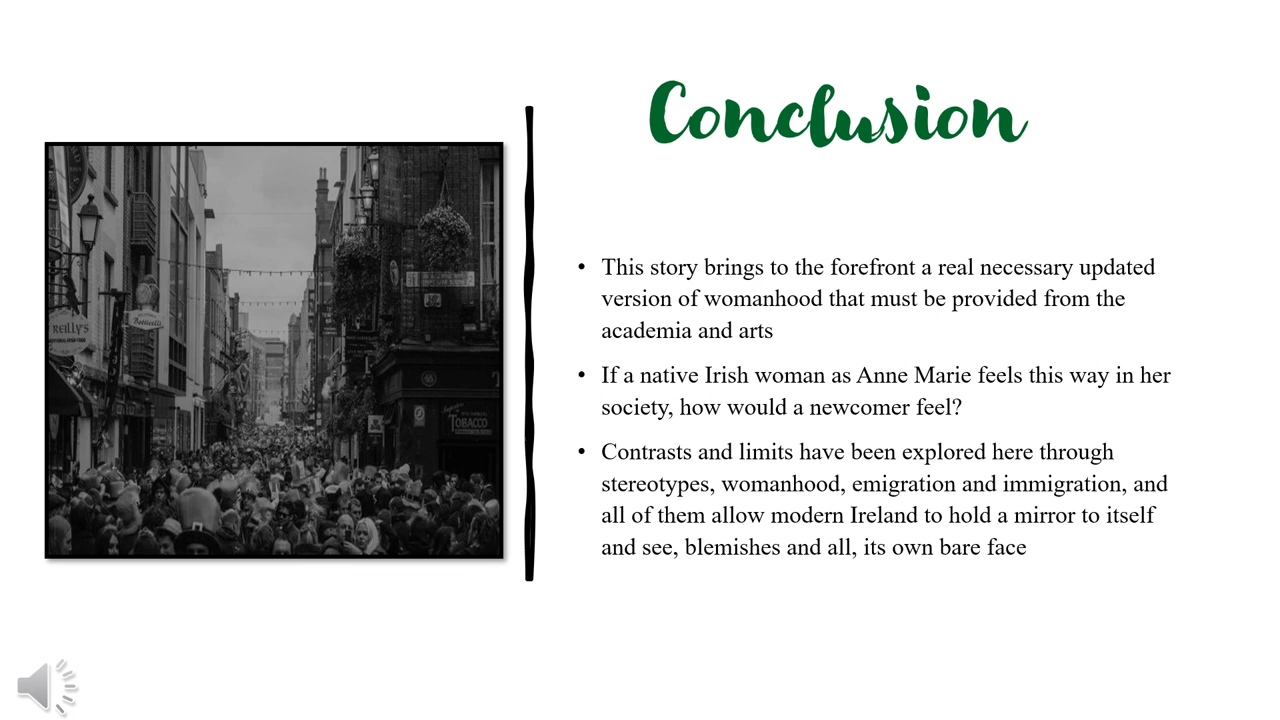 Conclusion
• This story brings to the forefront a real necessary updated
version of womanhood that must be provided from the
academia and arts
• If a native Irish woman as Anne Marie feels this way in her
society, how would a newcomer feel?
• Contrasts and limits have been explored here through
stereotypes, womanhood, emigration and immigration, and
all of them allow modern Ireland to hold a mirror to itself
and see, blemishes and all, its own bare face
REILLY'S
Botticelli
TOBACCO